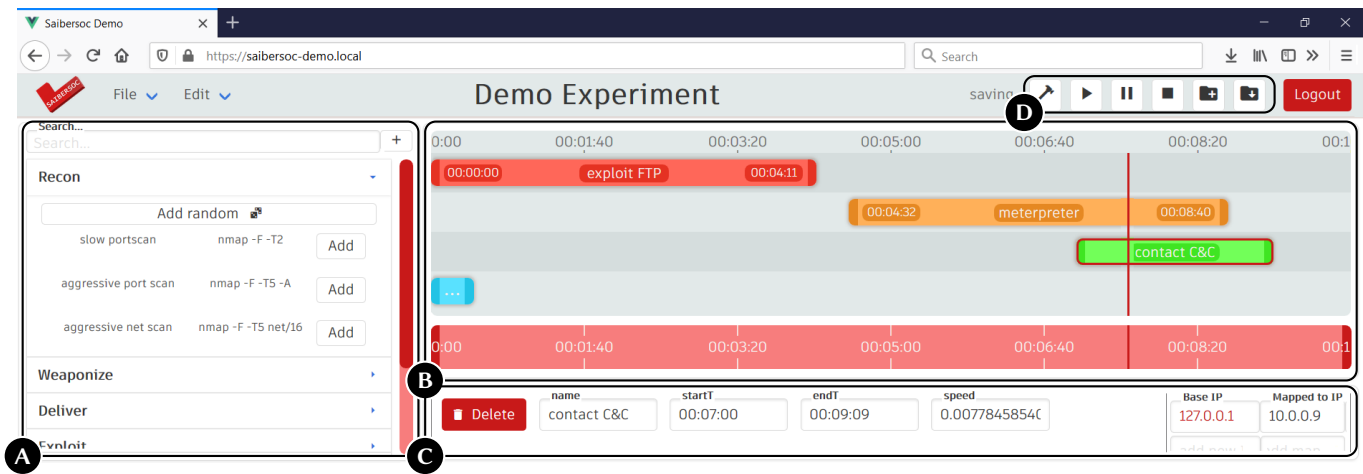 Saibersoc Demo
https://saibersoc-demo.local
Search
SAIBERSOC
File
Edit
Demo Experiment
saving
D
Logout
Search...
Search...
+
Recon
Add random
slow portscan nmap -F -T2 Add
aggressive port scan nmap -F -T5 -A Add
aggressive net scan nmap -F -T5 net/16 Add
Weaponize
Deliver
Exploit
A
0:00 00:01:40 00:03:20 00:05:00 00:06:40 00:08:20 00:1
00:00:00 exploit FTP 00:04:11
00:04:32 meterpreter 00:08:40
contact C&C
...
0:00 00:01:40 00:03:20 00:05:00 00:06:40 00:08:20 00:1
B
Delete
name
contact C&C
startT
00:07:00
endT
00:09:09
speed
0.0077845854
Base IP Mapped to IP
127.0.0.1 10.0.0.9
add new
C